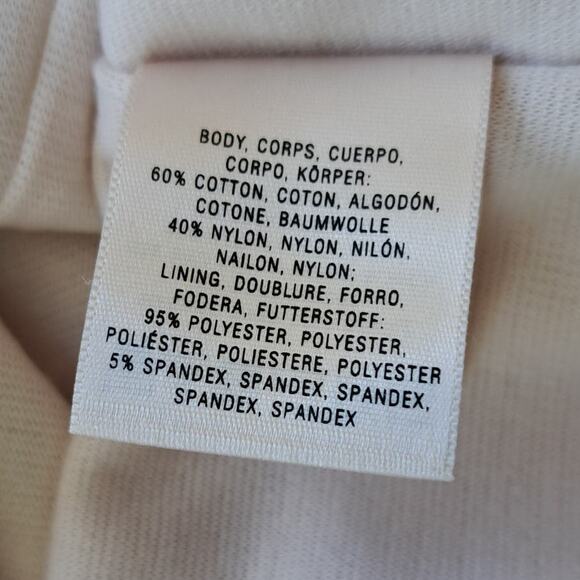 BODY, CORPS, CUERPO,
CORPO, KÖRPER:
60% COTTON, COTON, ALGODÓN,
COTONE, BAUMWOLLE
40% NYLON, NYLON, NILÓN,
NAILON, NYLON;
LINING, DOUBLURE, FORRO,
FODERA, FUTTERSTOFF:
95% POLYESTER, POLYESTER,
POLIÉSTER, POLIESTERE, POLYESTER
5% SPANDEX, SPANDEX, SPANDEX,
SPANDEX, SPANDEX